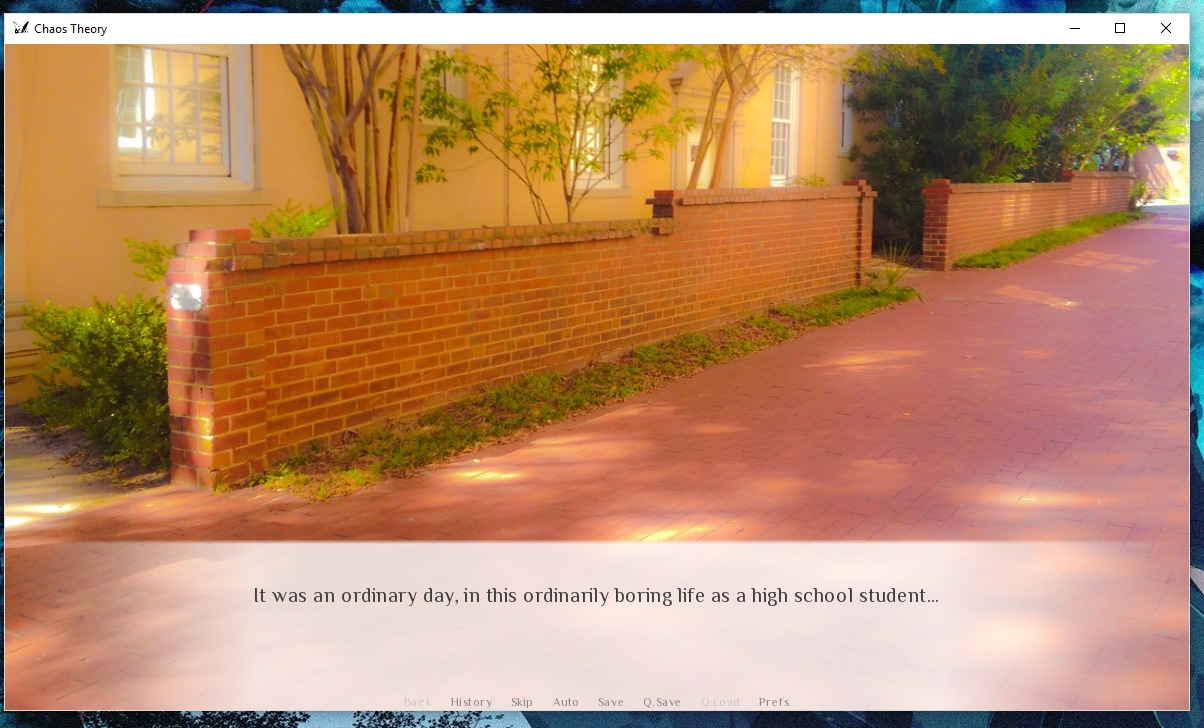 Chaos Theory
It was an ordinary day, in this ordinarily boring life as a high school student...
Back History Skip Auto Save Q.Save Q.Load Prefs